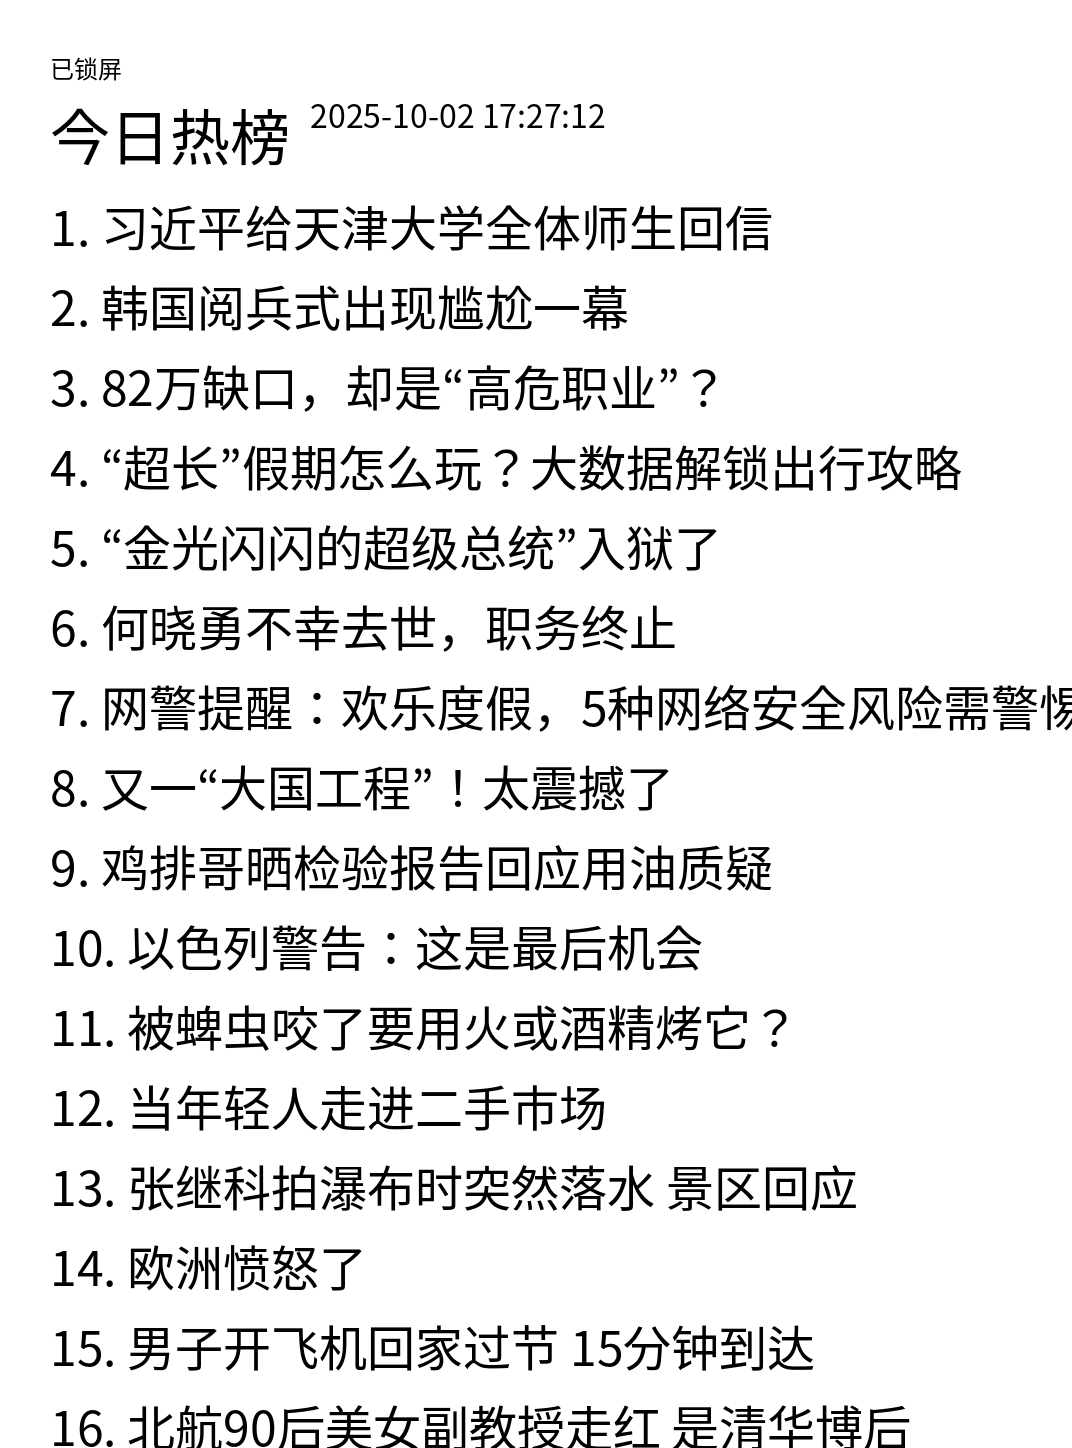 已锁屏
今日热榜 2025-10-02 17:27:12
1. 习近平给天津大学全体师生回信
2. 韩国阅兵式出现尴尬一幕
3. 82万缺口，却是“高危职业”？
4. “超长”假期怎么玩？大数据解锁出行攻略
5. “金光闪闪的超级总统”入狱了
6. 何晓勇不幸去世，职务终止
7. 网警提醒：欢乐度假，5种网络安全风险需警惕
8. 又一“大国工程”！太震撼了
9. 鸡排哥晒检验报告回应用油质疑
10. 以色列警告：这是最后机会
11. 被蜱虫咬了要用火或酒精烤它？
12. 当年轻人走进二手市场
13. 张继科拍瀑布时突然落水 景区回应
14. 欧洲愤怒了
15. 男子开飞机回家过节 15分钟到达
16. 北航90后美女副教授走红 是清华博后